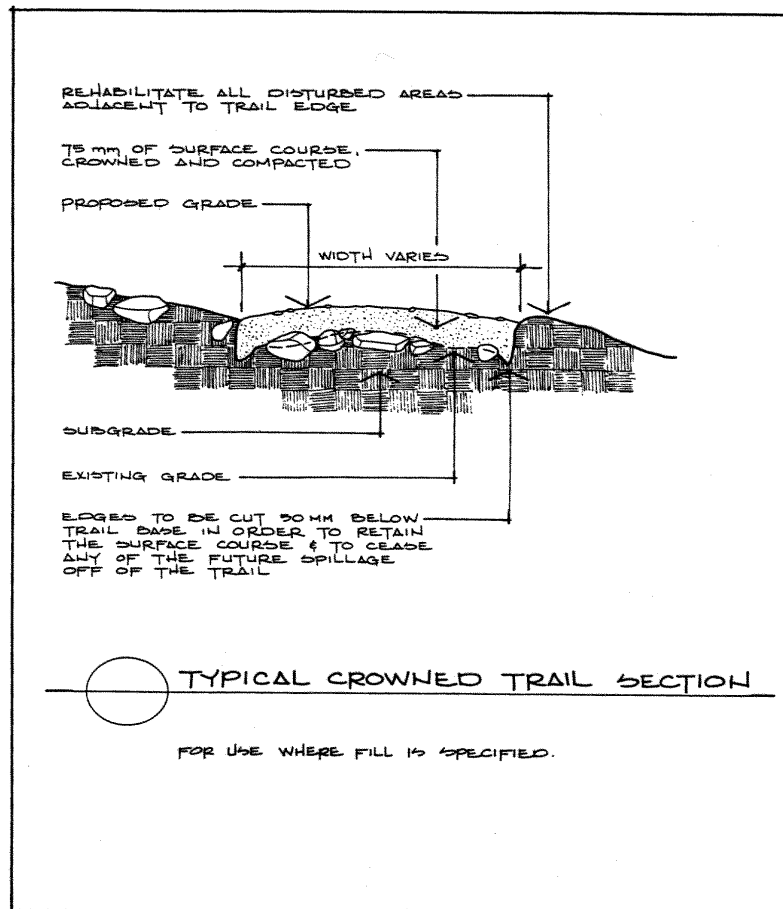 REHABILITATE ALL DISTURBED AREAS
ADJACENT TO TRAIL EDGE
75 mm OF SURFACE COURSE,
CROWNED AND COMPACTED
PROPOSED GRADE
WIDTH VARIES
SUBGRADE
EXISTING GRADE
EDGES TO BE CUT 50 MM BELOW
TRAIL BASE IN ORDER TO RETAIN
THE SURFACE COURSE & TO CEASE
ANY OF THE FUTURE SPILLAGE
OFF OF THE TRAIL
TYPICAL CROWNED TRAIL SECTION
FOR USE WHERE FILL IS SPECIFIED.